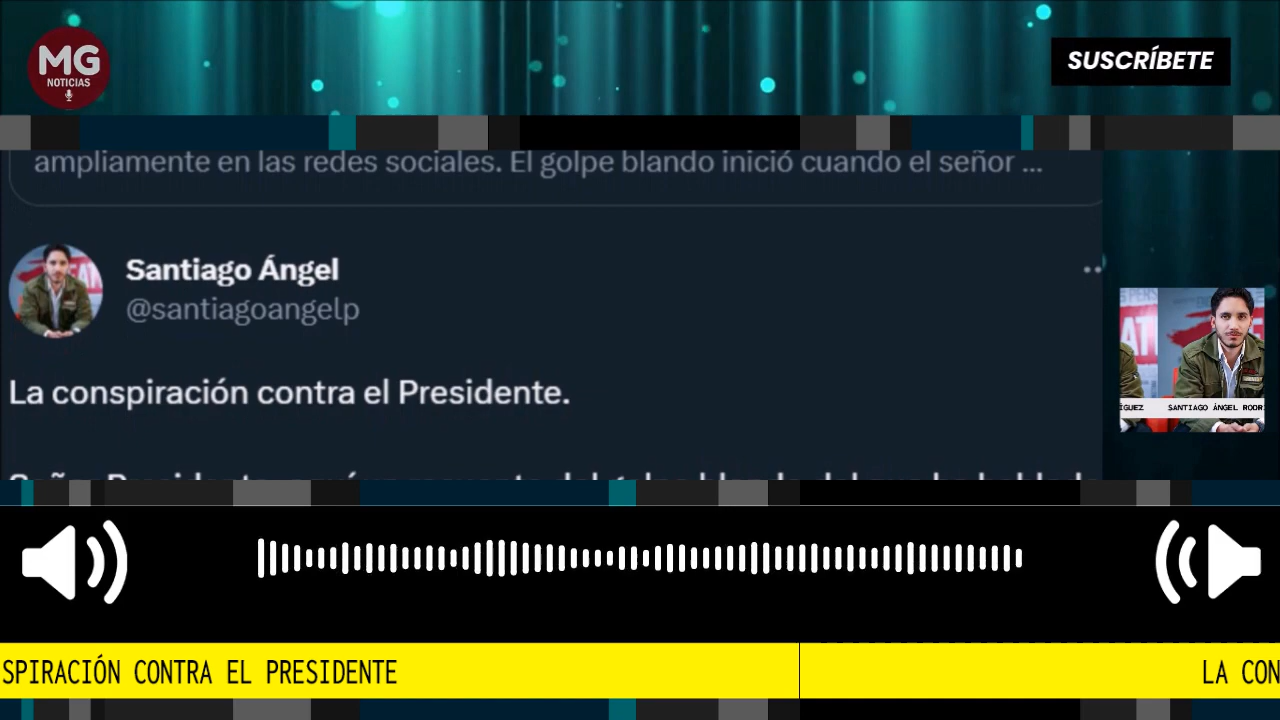 MG
NOTICIAS
SUSCRÍBETE
ampliamente en las redes sociales. El golpe blando inició cuando el señor ...
Santiago Ángel
@santiagoangelp
La conspiración contra el Presidente.
ÍGUEZ SANTIAGO ÁNGEL RODR
SPIRACIÓN CONTRA EL PRESIDENTE
LA CON